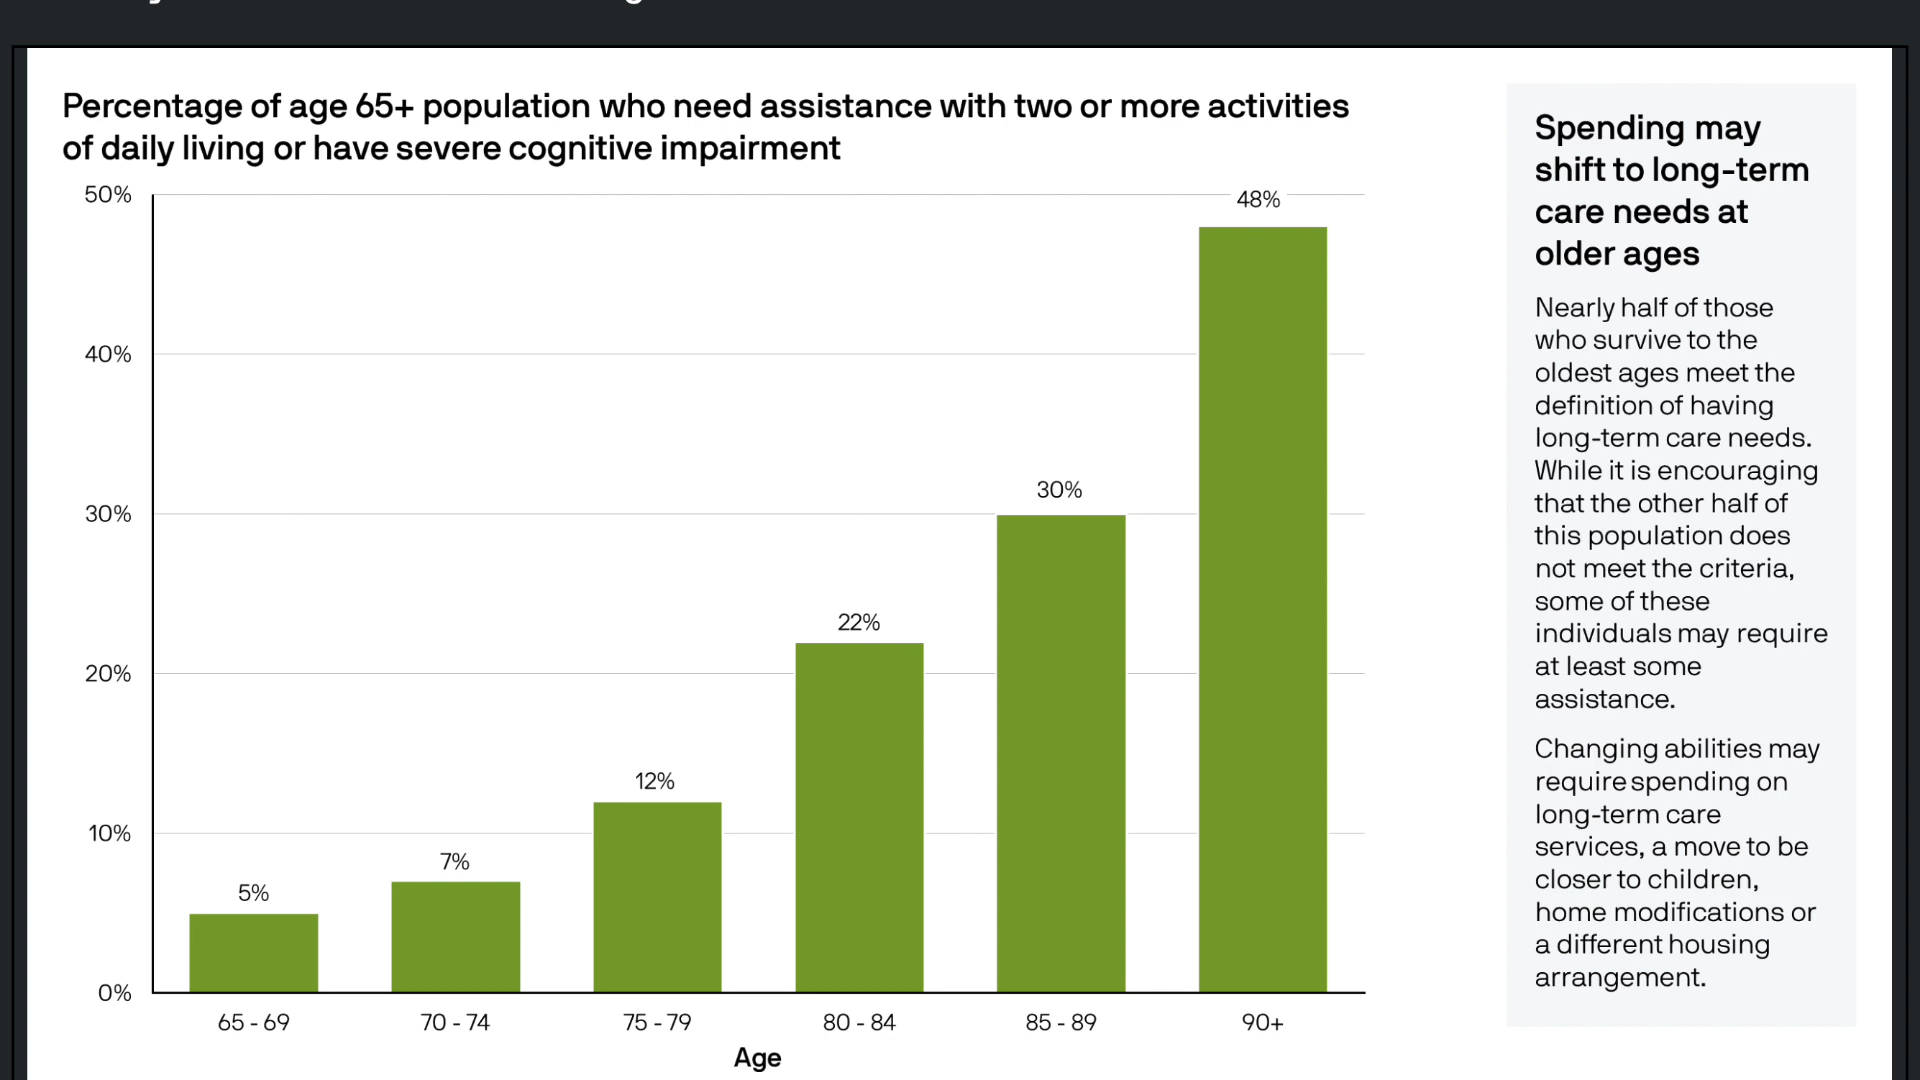 Percentage of age 65+ population who need assistance with two or more activities
of daily living or have severe cognitive impairment
50%
40%
30%
20%
10%
0%
5%
7%
12%
22%
30%
48%
65 - 69
70 - 74
75 - 79
80 - 84
85 - 89
90+
Age
Spending may
shift to long-term
care needs at
older ages
Nearly half of those
who survive to the
oldest ages meet the
definition of having
long-term care needs.
While it is encouraging
that the other half of
this population does
not meet the criteria,
some of these
individuals may require
at least some
assistance.
Changing abilities may
require spending on
long-term care
services, a move to be
closer to children,
home modifications or
a different housing
arrangement.